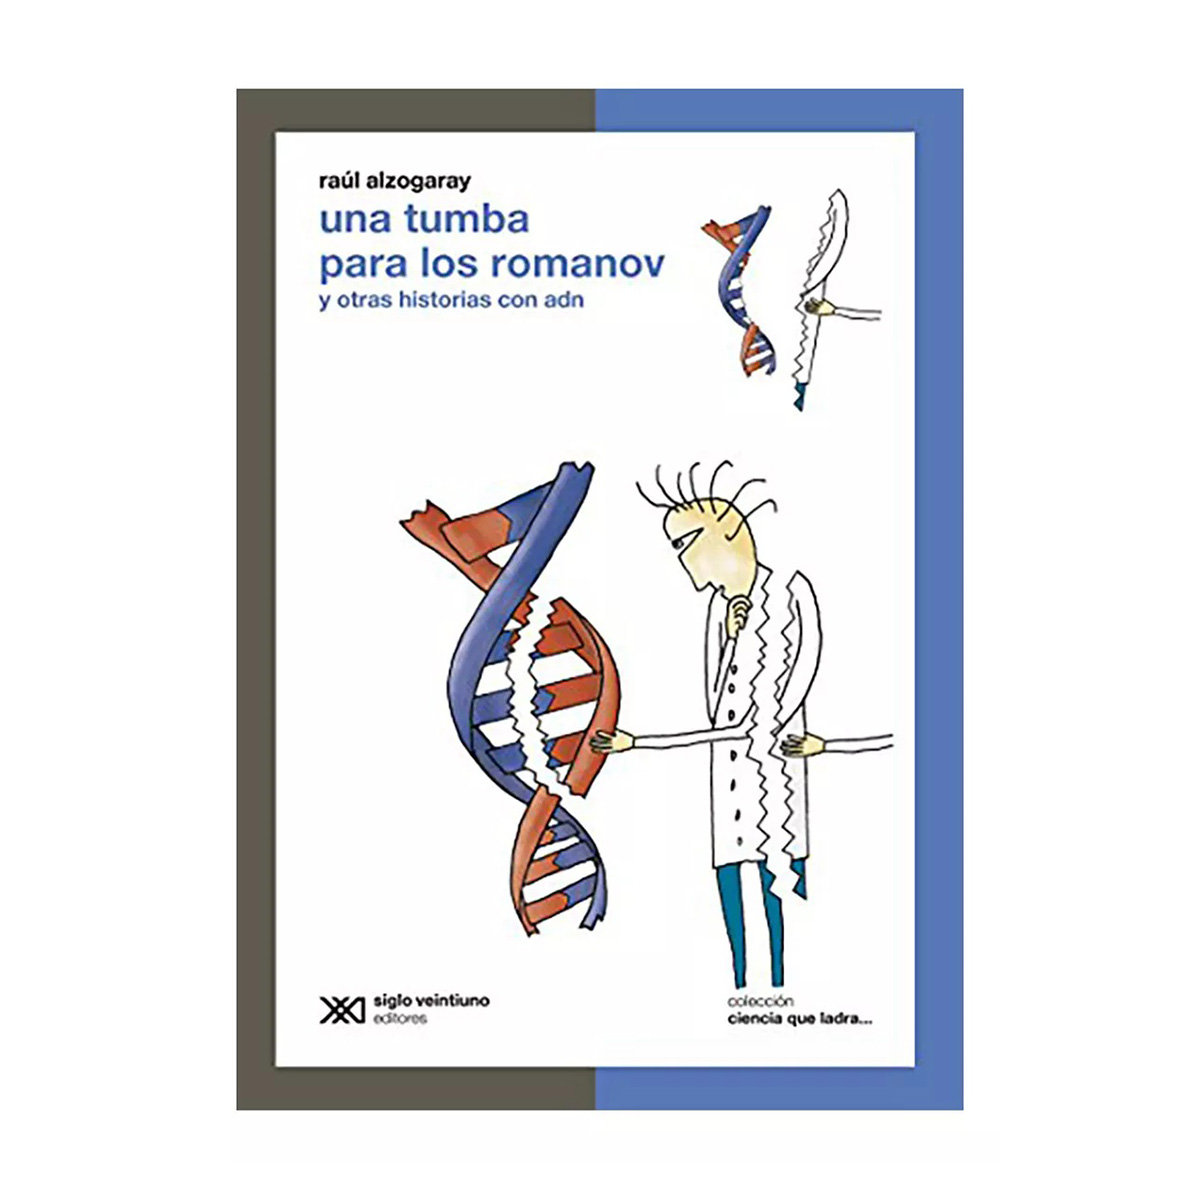 raúl alzogaray
una tumba
para los romanov
y otras historias con adn
siglo veintiuno
editores
colección
ciencia que ladra...